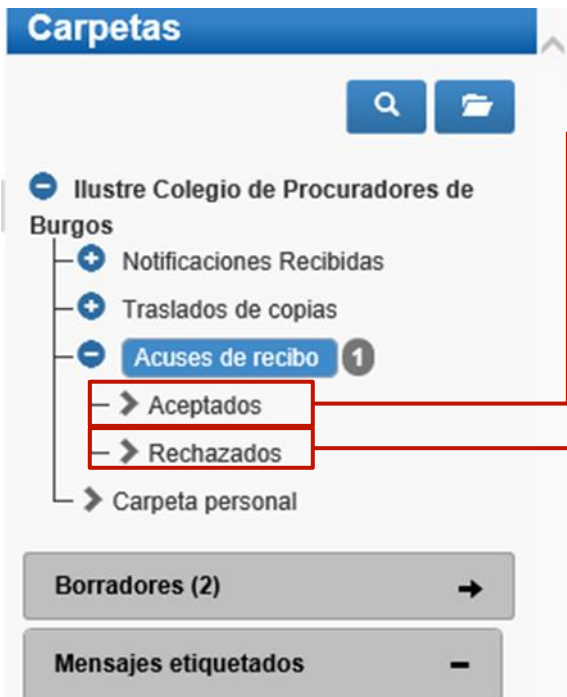 Carpetas
Ilustre Colegio de Procuradores de
Burgos
Notificaciones Recibidas
Traslados de copias
Acuses de recibo 1
Aceptados
Rechazados
Carpeta personal
Borradores (2)
Mensajes etiquetados